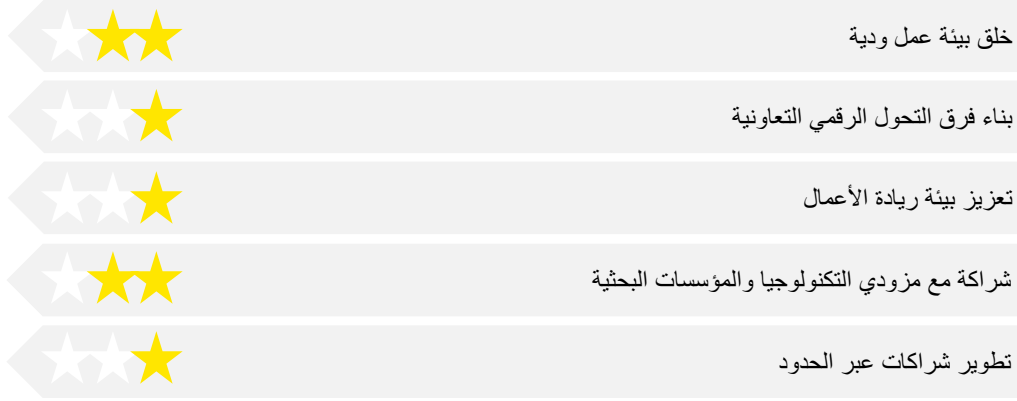 خلق بيئة عمل ودية
بناء فرق التحول الرقمي التعاونية
تعزيز بيئة ريادة الأعمال
شراكة مع مزودي التكنولوجيا والمؤسسات البحثية
تطوير شراكات عبر الحدود